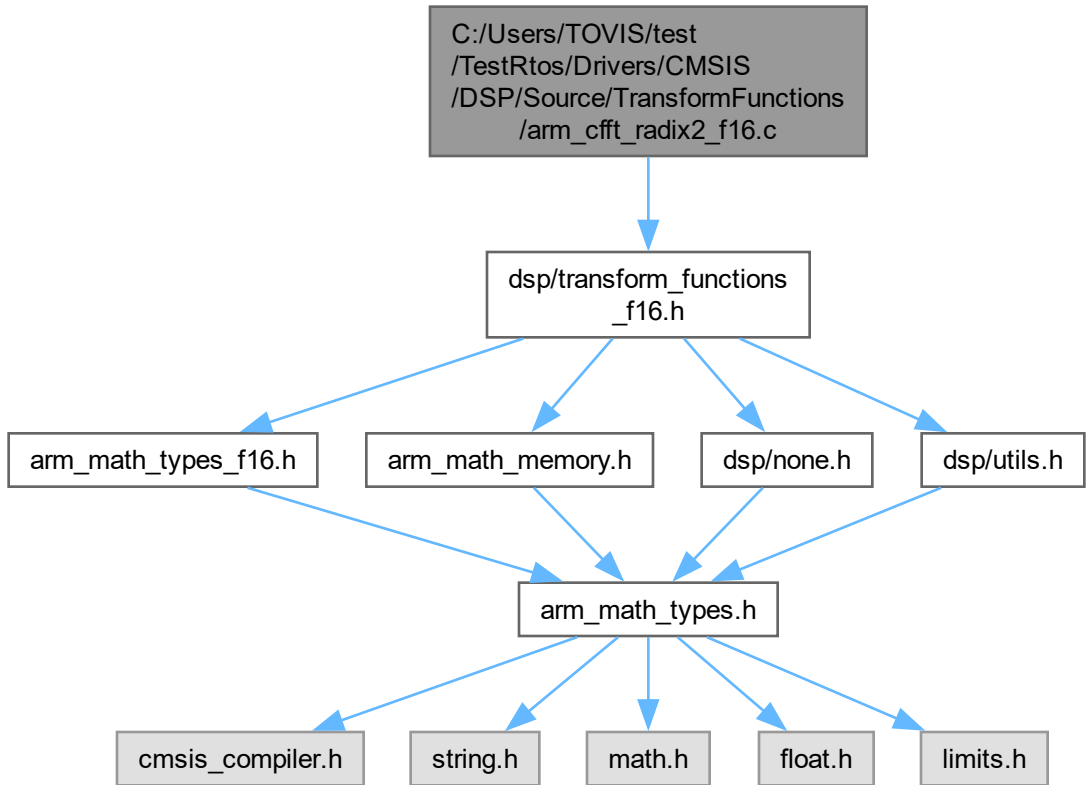 C:/Users/TOVIS/test
/TestRtos/Drivers/CMSIS
/DSP/Source/TransformFunctions
/arm_cfft_radix2_f16.c
dsp/transform_functions
_f16.h
arm_math_types_f16.h
arm_math_memory.h
dsp/none.h
dsp/utils.h
arm_math_types.h
cmsis_compiler.h
string.h
math.h
float.h
limits.h